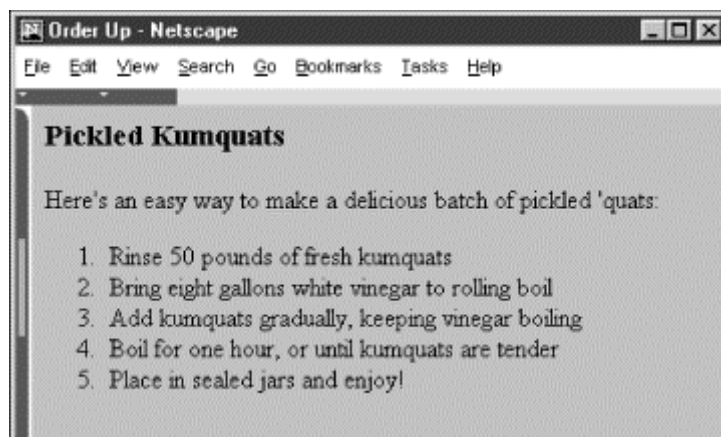 Order Up - Netscape
File Edit View Search Go Bookmarks Tasks Help
Pickled Kumquats
Here's an easy way to make a delicious batch of pickled 'quats:
1. Rinse 50 pounds of fresh kumquats
2. Bring eight gallons white vinegar to rolling boil
3. Add kumquats gradually, keeping vinegar boiling
4. Boil for one hour, or until kumquats are tender
5. Place in sealed jars and enjoy!